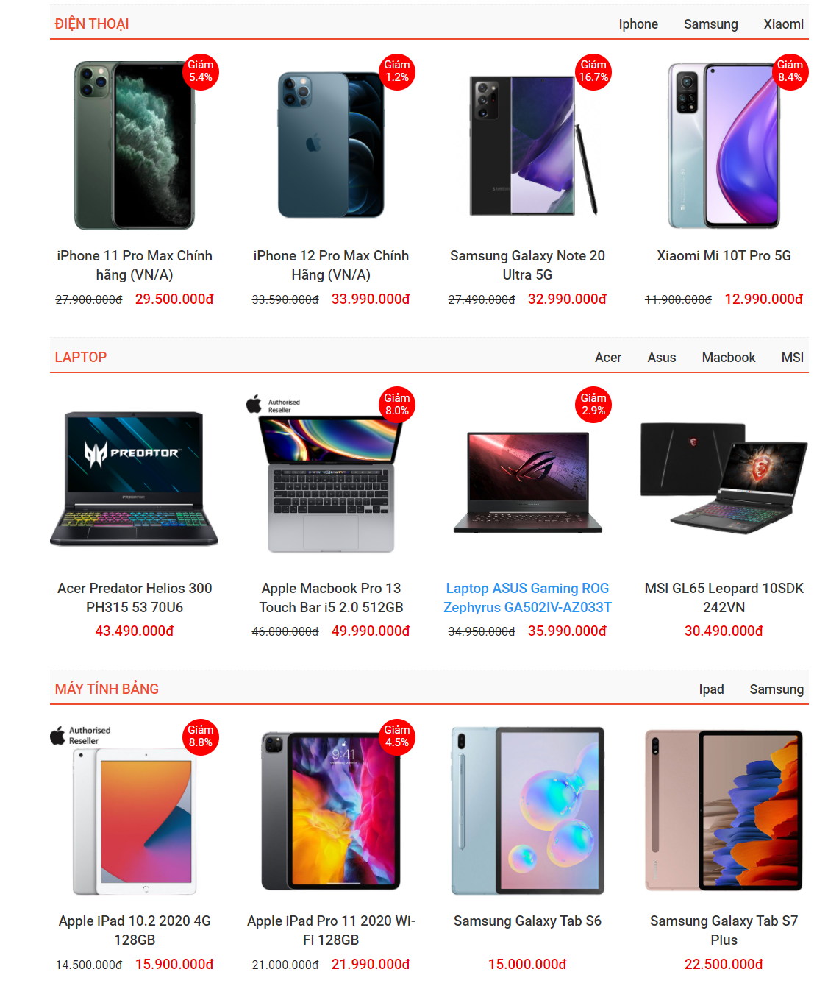 ĐIỆN THOẠI Iphone Samsung Xiaomi
Giảm 5.4%
Giảm 1.2%
Giảm 16.7%
Giảm 8.4%
SAMSUNG
iPhone 11 Pro Max Chính
hãng (VN/A)
27.900.000đ 29.500.000đ
iPhone 12 Pro Max Chính
Hãng (VN/A)
33.590.000đ 33.990.000đ
Samsung Galaxy Note 20
Ultra 5G
27.490.000đ 32.990.000đ
Xiaomi Mi 10T Pro 5G
11.900.000đ 12.990.000đ
LAPTOP Acer Asus Macbook MSI
PREDATOR
PREDATOR
Authorised
Reseller
Giảm 8.0%
Giảm 2.9%
Acer Predator Helios 300
PH315 53 70U6
43.490.000đ
Apple Macbook Pro 13
Touch Bar i5 2.0 512GB
46.000.000đ 49.990.000đ
Laptop ASUS Gaming ROG
Zephyrus GA502IV-AZ033T
34.950.000đ 35.990.000đ
MSI GL65 Leopard 10SDK
242VN
30.490.000đ
MÁY TÍNH BẢNG Ipad Samsung
Authorised
Reseller
Giảm 8.8%
9:41
Giảm 4.5%
Apple iPad 10.2 2020 4G
128GB
14.500.000đ 15.900.000đ
Apple iPad Pro 11 2020 Wi-
Fi 128GB
21.000.000đ 21.990.000đ
Samsung Galaxy Tab S6
15.000.000đ
Samsung Galaxy Tab S7
Plus
22.500.000đ